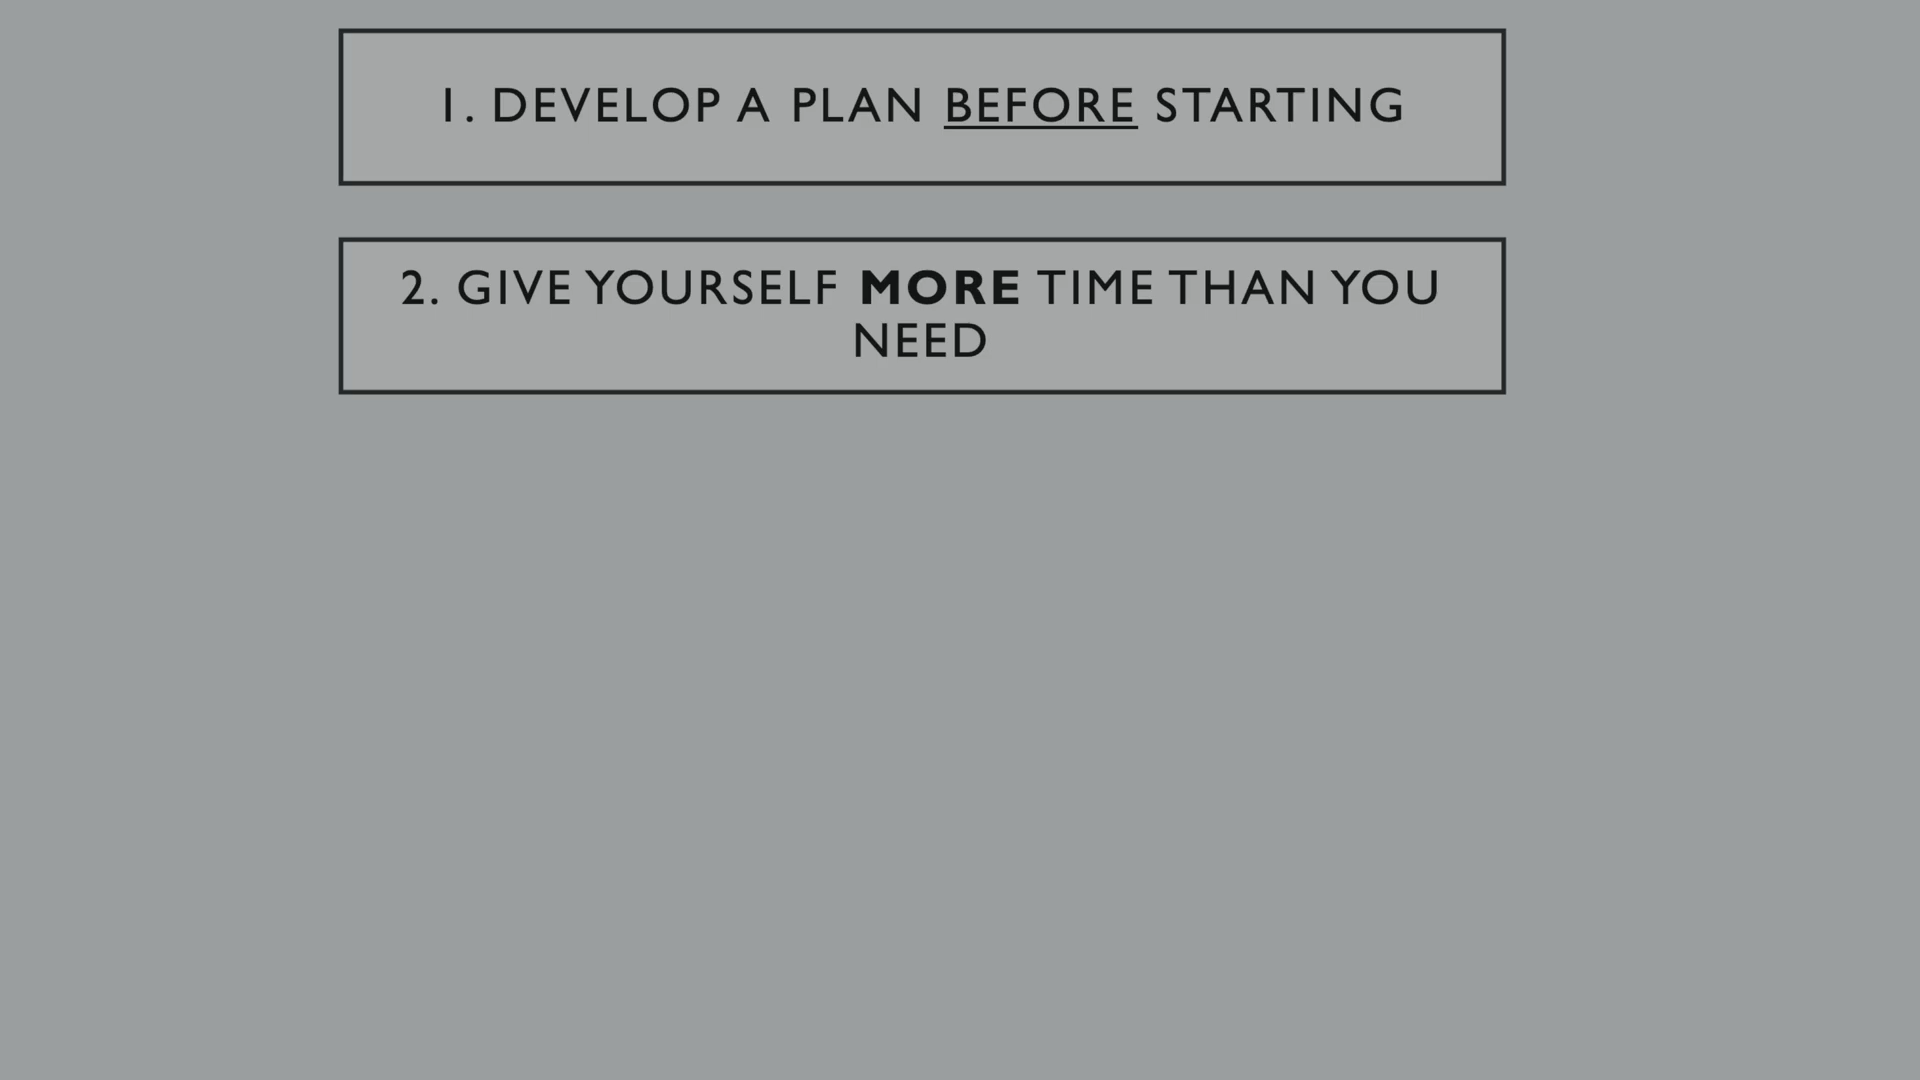 1. DEVELOP A PLAN BEFORE STARTING
2. GIVE YOURSELF MORE TIME THAN YOU
NEED